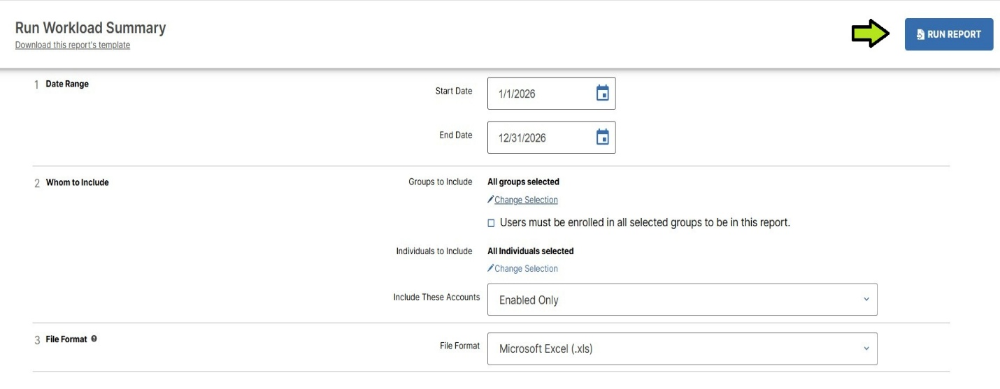 Run Workload Summary
Download this report's template
RUN REPORT
1 Date Range
Start Date 1/1/2026
End Date 12/31/2026
2 Whom to Include
Groups to Include All groups selected
Change Selection
Users must be enrolled in all selected groups to be in this report.
Individuals to Include All Individuals selected
Change Selection
Include These Accounts Enabled Only
3 File Format
File Format Microsoft Excel (.xls)